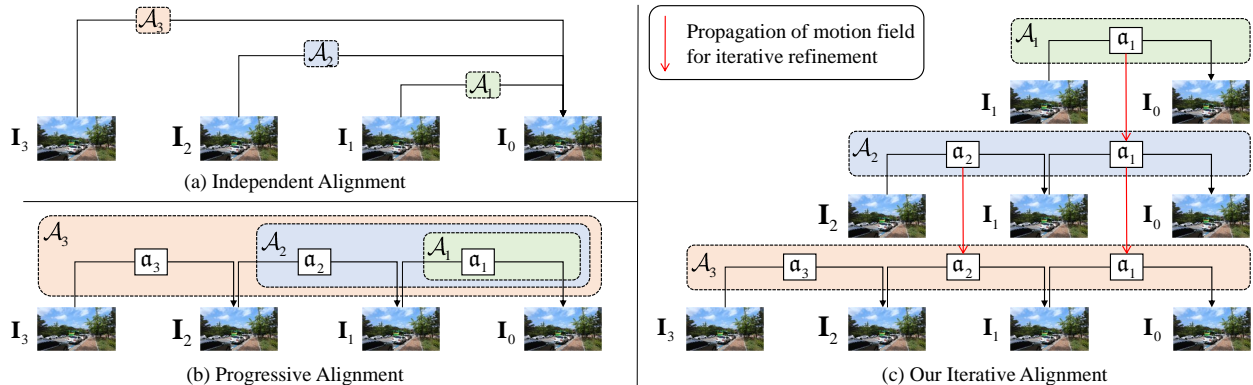 𝒜₃
𝒜₂
𝒜₁
I₃ I₂ I₁ I₀
(a) Independent Alignment
𝒜₃ 𝒜₂ 𝒜₁
𝔞₃ 𝔞₂ 𝔞₁
I₃ I₂ I₁ I₀
(b) Progressive Alignment
Propagation of motion field
for iterative refinement
𝒜₁ 𝔞₁
I₁ I₀
𝒜₂ 𝔞₂ 𝔞₁
I₂ I₁ I₀
𝒜₃ 𝔞₃ 𝔞₂ 𝔞₁
I₃ I₂ I₁ I₀
(c) Our Iterative Alignment